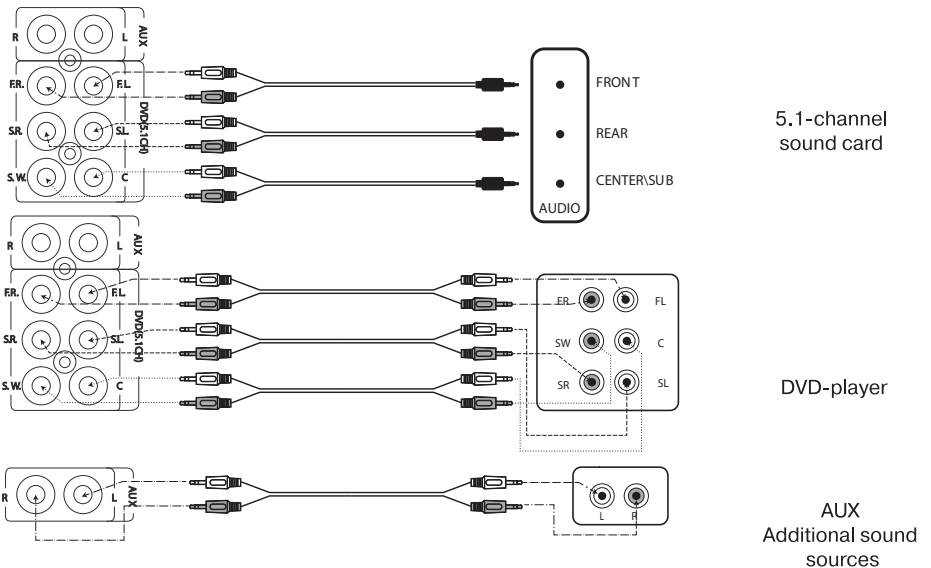 R L AUX
F.R. F.L. FRONT
S.R. S.L. DVD(5.1CH) REAR
S.W. C CENTER\SUB
AUDIO
5.1-channel
sound card
R L AUX
F.R. F.L. FR FL
S.R. S.L. DVD(5.1CH) SW C
S.W. C SR SL
DVD-player
R L AUX
L R
AUX
Additional sound
sources